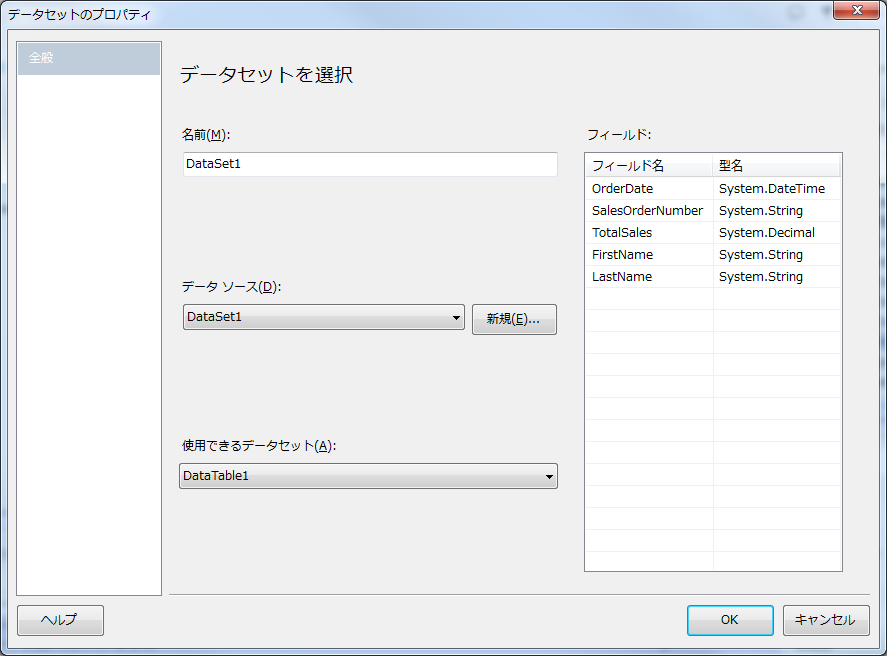 データセットのプロパティ
全般
データセットを選択
名前(M):
DataSet1
データ ソース(D):
DataSet1
新規(E)...
使用できるデータセット(A):
DataTable1
フィールド:
フィールド名 型名
OrderDate System.DateTime
SalesOrderNumber System.String
TotalSales System.Decimal
FirstName System.String
LastName System.String
ヘルプ
OK
キャンセル